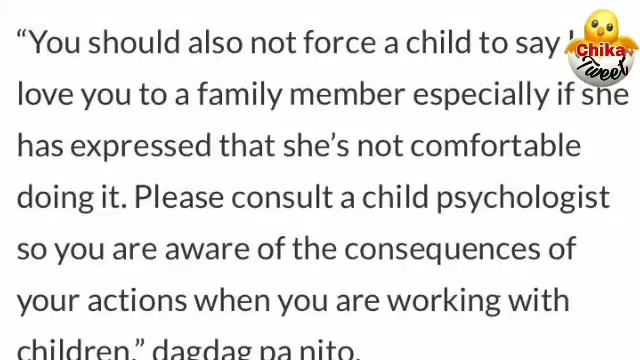 “You should also not force a child to say
love you to a family member especially if she
has expressed that she’s not comfortable
doing it. Please consult a child psychologist
so you are aware of the consequences of
your actions when you are working with
children,” dagdag pa nito.
Chika
Tweet